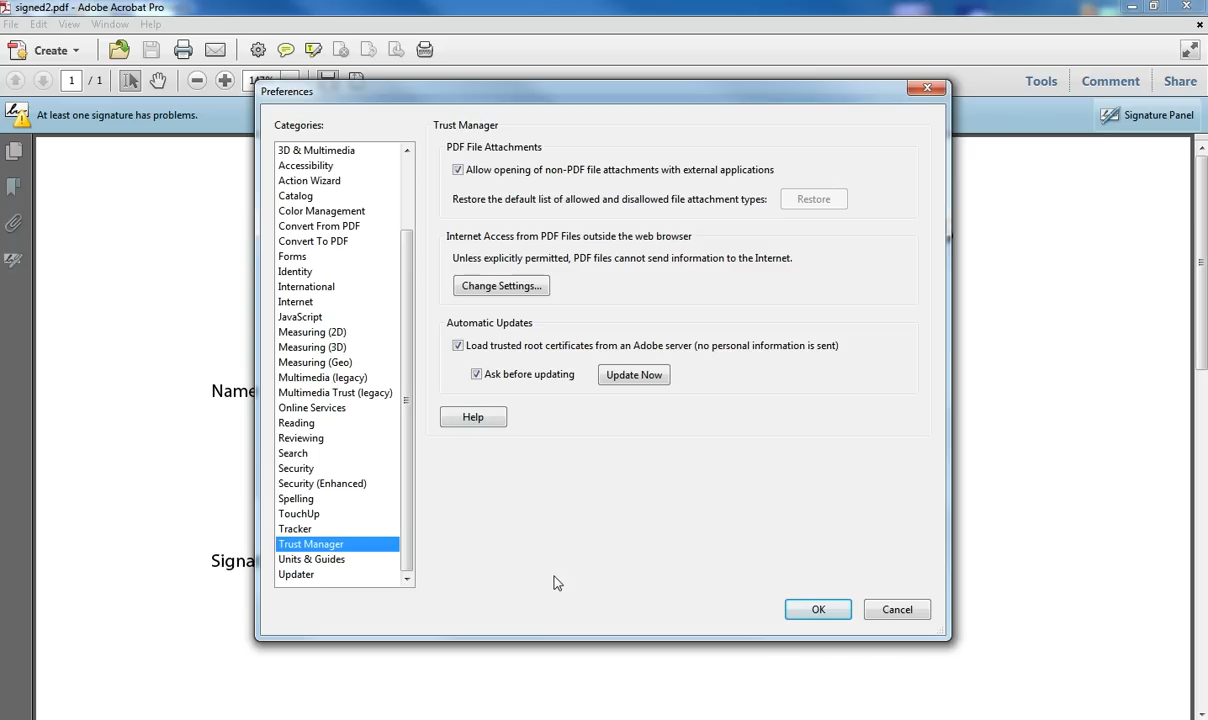 signed2.pdf - Adobe Acrobat Pro
File Edit View Window Help
Create
1 / 1
Tools Comment Share
At least one signature has problems.
Signature Panel
Preferences
Categories:
3D & Multimedia
Accessibility
Action Wizard
Catalog
Color Management
Convert From PDF
Convert To PDF
Forms
Identity
International
Internet
JavaScript
Measuring (2D)
Measuring (3D)
Measuring (Geo)
Multimedia (legacy)
Multimedia Trust (legacy)
Online Services
Reading
Reviewing
Search
Security
Security (Enhanced)
Spelling
TouchUp
Tracker
Trust Manager
Units & Guides
Updater
Trust Manager
PDF File Attachments
Allow opening of non-PDF file attachments with external applications
Restore the default list of allowed and disallowed file attachment types: Restore
Internet Access from PDF Files outside the web browser
Unless explicitly permitted, PDF files cannot send information to the Internet.
Change Settings...
Automatic Updates
Load trusted root certificates from an Adobe server (no personal information is sent)
Ask before updating Update Now
Help
OK Cancel
Name
Signa